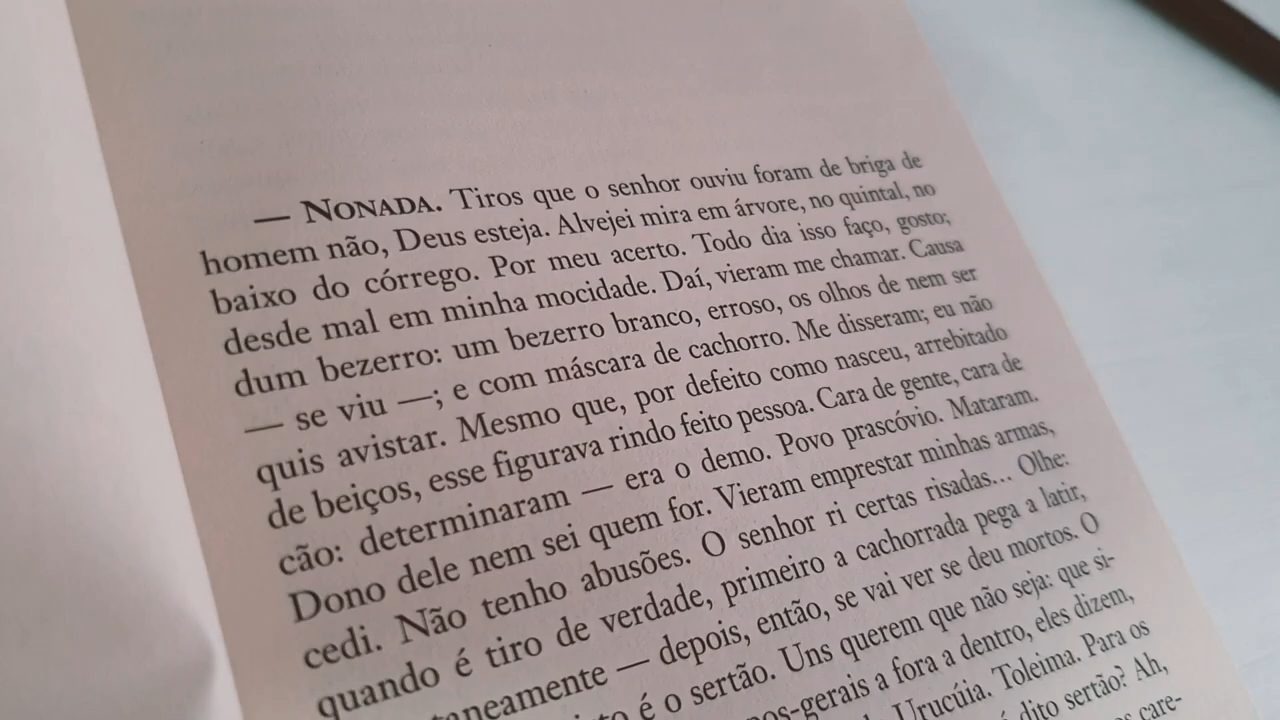 — NONADA. Tiros que o senhor ouviu foram de briga de
homem não, Deus esteja. Alvejei mira em árvore, no quintal, no
baixo do córrego. Por meu acerto. Todo dia isso faço, gosto;
desde mal em minha mocidade. Daí, vieram me chamar. Causa
dum bezerro: um bezerro branco, erroso, os olhos de nem ser
— se viu —; e com máscara de cachorro. Me disseram; eu não
quis avistar. Mesmo que, por defeito como nasceu, arrebitado
de beiços, esse figurava rindo feito pessoa. Cara de gente, cara de
cão: determinaram — era o demo. Povo prascóvio. Mataram.
Dono dele nem sei quem for. Vieram emprestar minhas armas,
cedi. Não tenho abusões. O senhor ri certas risadas... Olhe:
quando é tiro de verdade, primeiro a cachorrada pega a latir,
taneamente — depois, então, se vai ver se deu mortos. O
é o sertão. Uns querem que não seja: que si-
os-gerais a fora a dentro, eles dizem,
Urucúia. Toleima. Para os
dito sertão? Ah,
care-